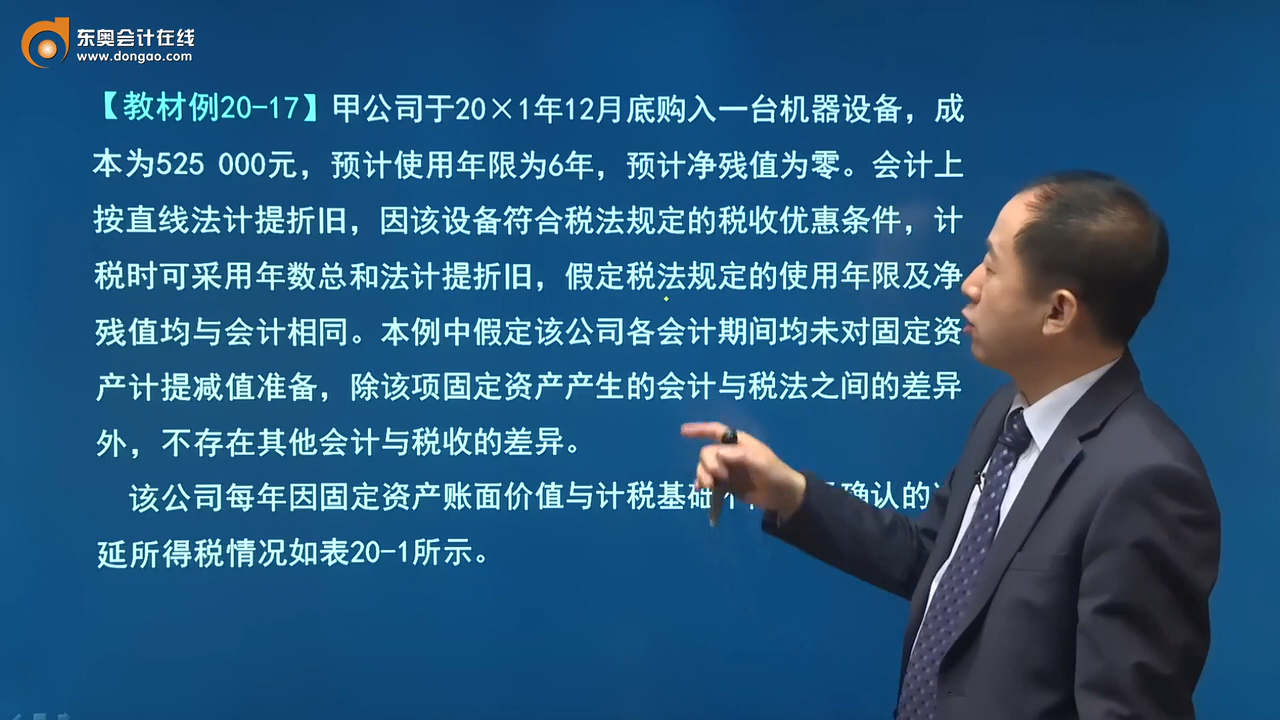 东奥会计在线
www.dongao.com
【教材例20-17】甲公司于20×1年12月底购入一台机器设备，成
本为525 000元，预计使用年限为6年，预计净残值为零。会计上
按直线法计提折旧，因该设备符合税法规定的税收优惠条件，计
税时可采用年数总和法计提折旧，假定税法规定的使用年限及净
残值均与会计相同。本例中假定该公司各会计期间均未对固定资
产计提减值准备，除该项固定资产产生的会计与税法之间的差异
外，不存在其他会计与税收的差异。
该公司每年因固定资产账面价值与计税基础 确认的
延所得税情况如表20-1所示。